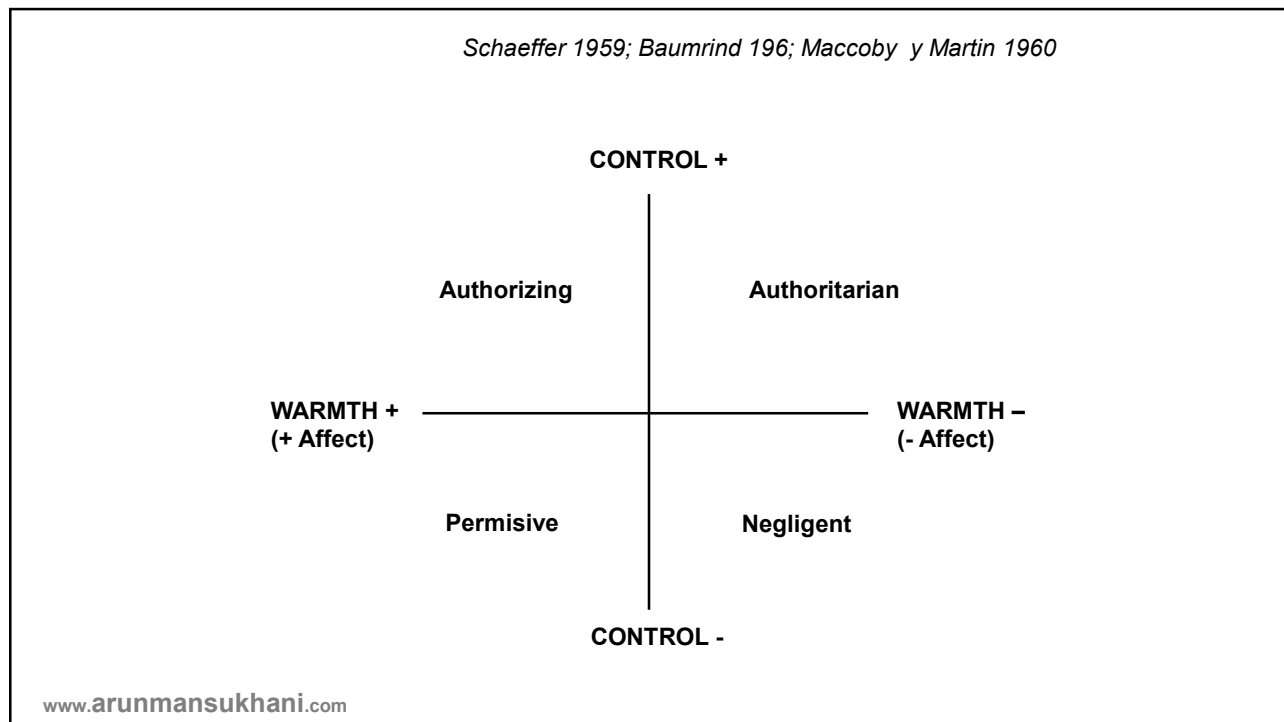 Schaeffer 1959; Baumrind 196; Maccoby y Martin 1960
CONTROL +
Authorizing Authoritarian
WARMTH + WARMTH –
(+ Affect) (- Affect)
Permisive Negligent
CONTROL -
www.arunmansukhani.com